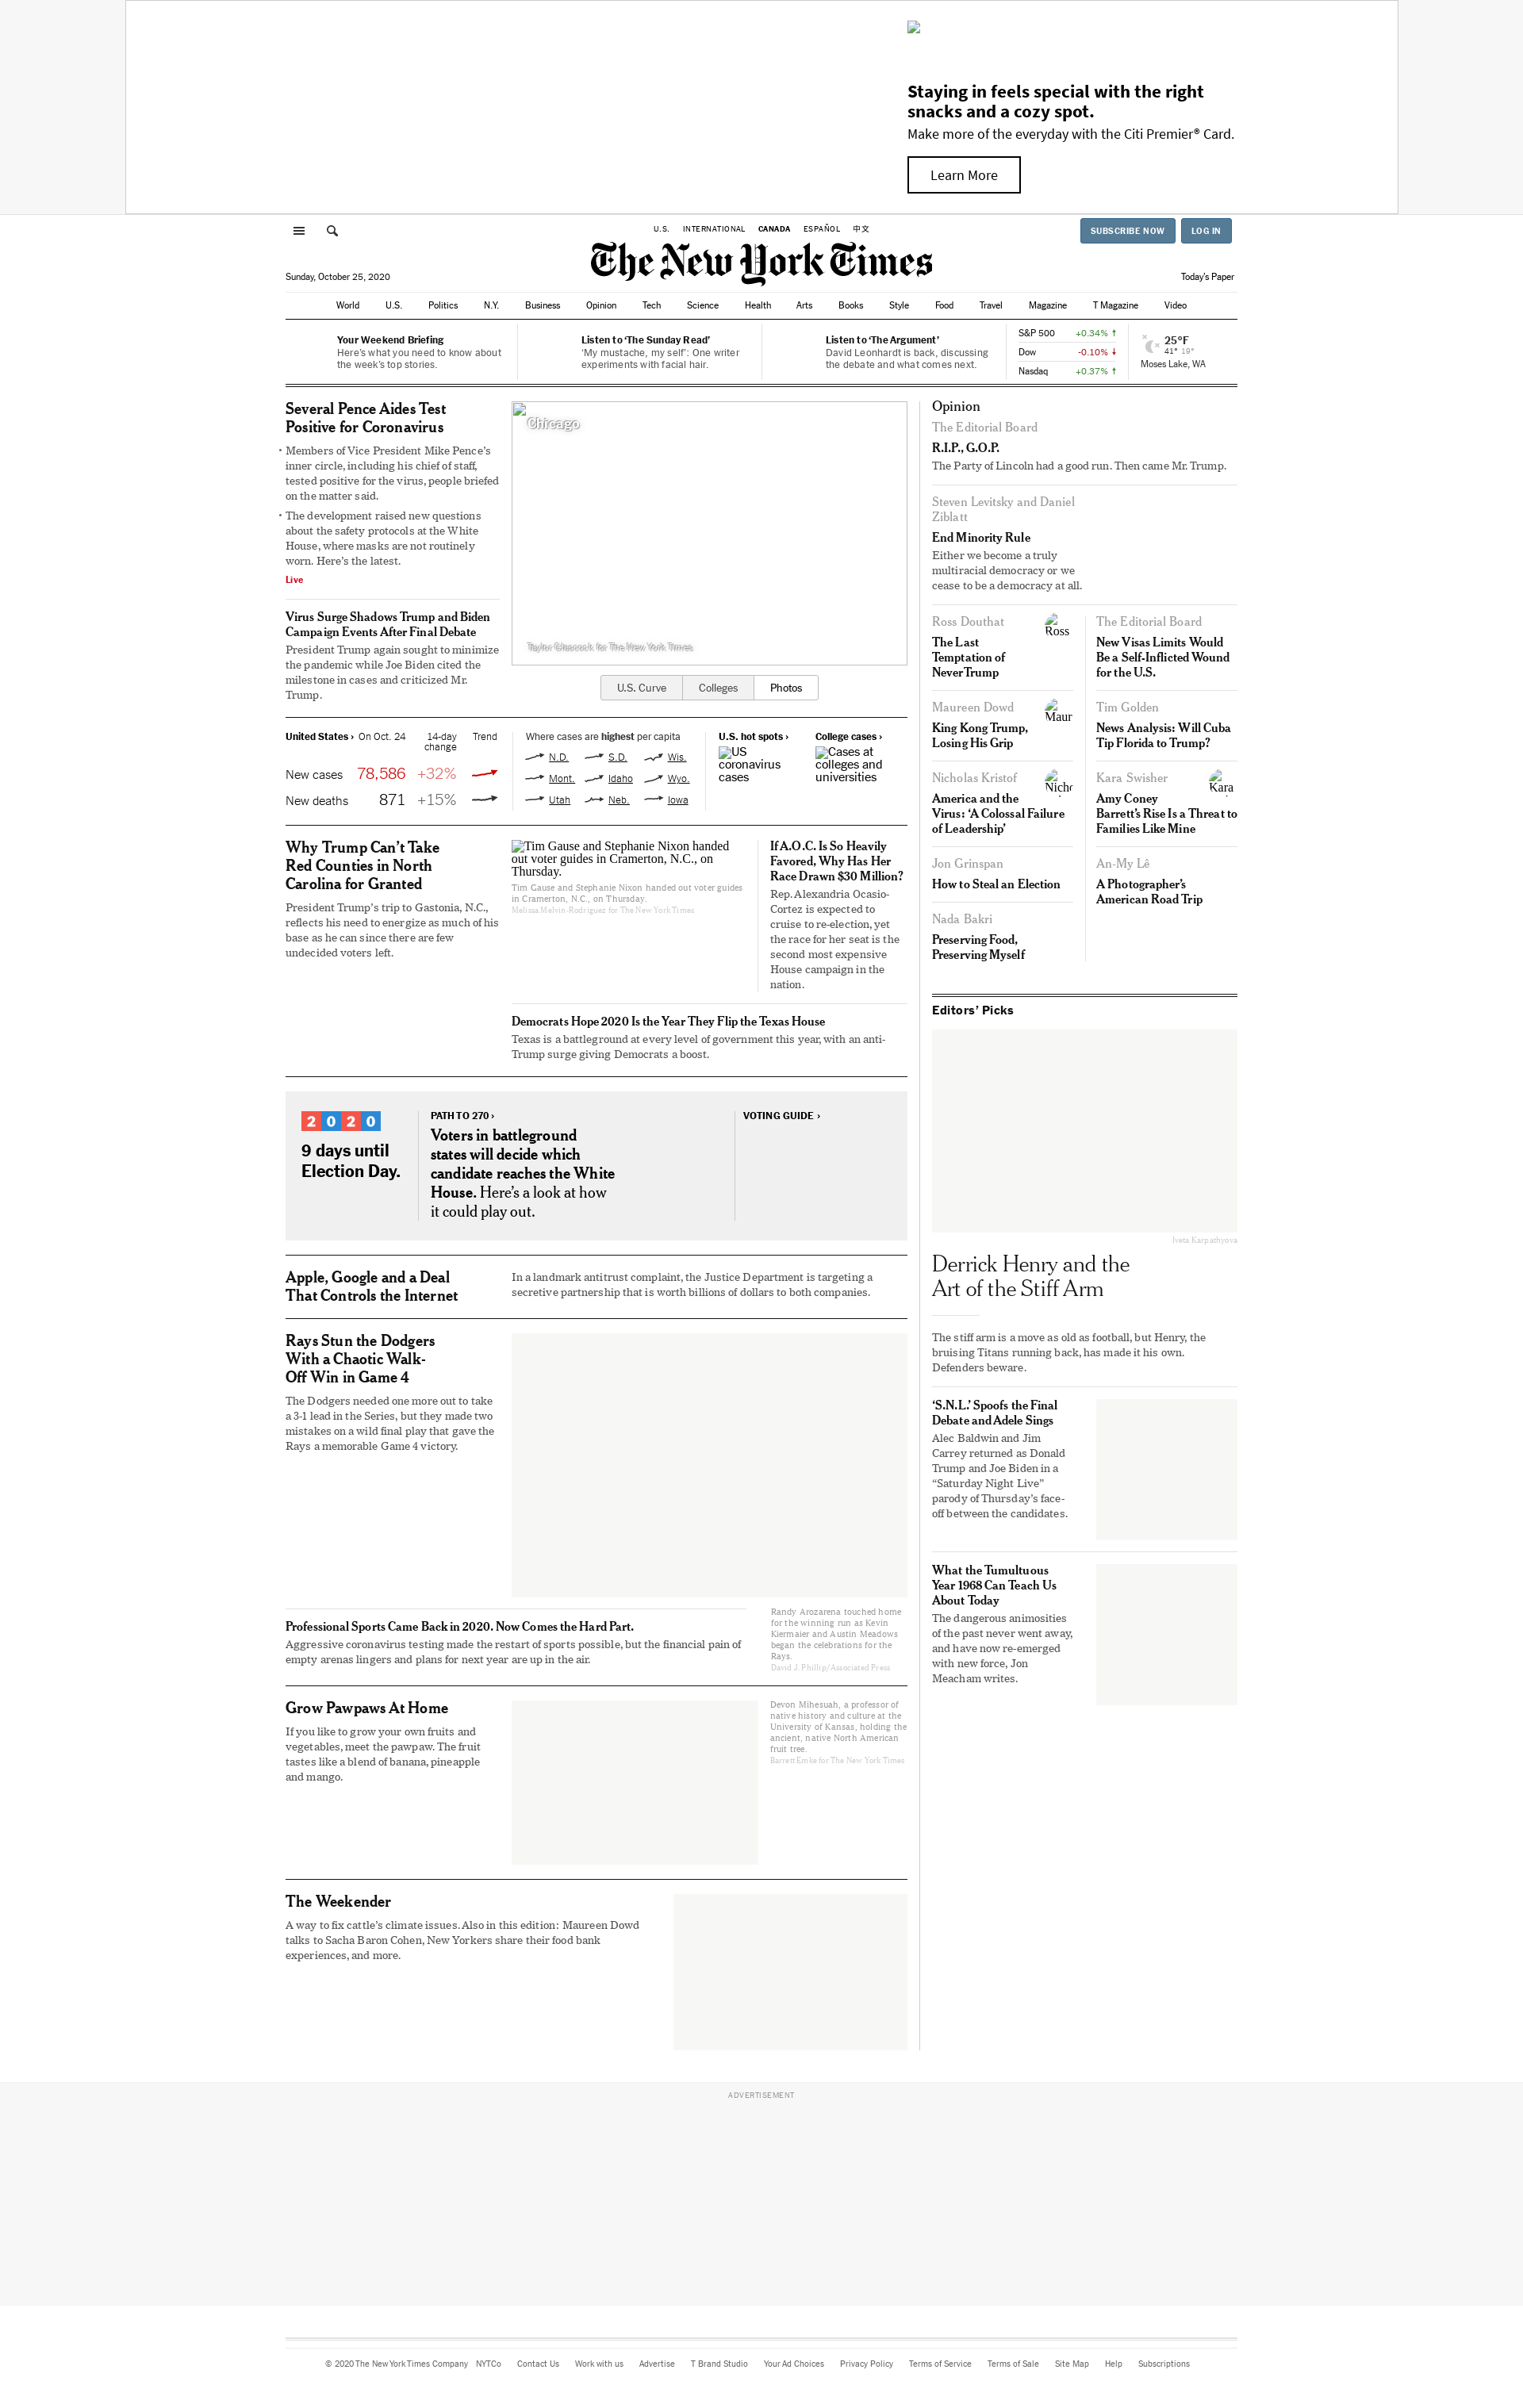 Staying in feels special with the right
snacks and a cozy spot.
Make more of the everyday with the Citi Premier® Card.
Learn More
U.S. INTERNATIONAL CANADA ESPAÑOL 中文
SUBSCRIBE NOW LOG IN
The New York Times
Sunday, October 25, 2020
Today's Paper
World U.S. Politics N.Y. Business Opinion Tech Science Health Arts Books Style Food Travel Magazine T Magazine Video
Your Weekend Briefing
Here's what you need to know about
the week's top stories.
Listen to 'The Sunday Read'
'My mustache, my self': One writer
experiments with facial hair.
Listen to 'The Argument'
David Leonhardt is back, discussing
the debate and what comes next.
S&P 500 +0.34% ↑
Dow -0.10% ↓
Nasdaq +0.37% ↑
25°F
41° 19°
Moses Lake, WA
Several Pence Aides Test
Positive for Coronavirus
• Members of Vice President Mike Pence's
inner circle, including his chief of staff,
tested positive for the virus, people briefed
on the matter said.
• The development raised new questions
about the safety protocols at the White
House, where masks are not routinely
worn. Here's the latest.
Live
Virus Surge Shadows Trump and Biden
Campaign Events After Final Debate
President Trump again sought to minimize
the pandemic while Joe Biden cited the
milestone in cases and criticized Mr.
Trump.
Chicago
Taylor Glascock for The New York Times
U.S. Curve Colleges Photos
United States › On Oct. 24 14-day
change Trend
New cases 78,586 +32%
New deaths 871 +15%
Where cases are highest per capita
N.D. S.D. Wis.
Mont. Idaho Wyo.
Utah Neb. Iowa
U.S. hot spots ›
US
coronavirus
cases
College cases ›
Cases at
colleges and
universities
Why Trump Can't Take
Red Counties in North
Carolina for Granted
President Trump's trip to Gastonia, N.C.,
reflects his need to energize as much of his
base as he can since there are few
undecided voters left.
Tim Gause and Stephanie Nixon handed
out voter guides in Cramerton, N.C., on
Thursday.
Tim Gause and Stephanie Nixon handed out voter guides
in Cramerton, N.C., on Thursday.
Melissa Melvin-Rodriguez for The New York Times
If A.O.C. Is So Heavily
Favored, Why Has Her
Race Drawn $30 Million?
Rep. Alexandria Ocasio-
Cortez is expected to
cruise to re-election, yet
the race for her seat is the
second most expensive
House campaign in the
nation.
Democrats Hope 2020 Is the Year They Flip the Texas House
Texas is a battleground at every level of government this year, with an anti-
Trump surge giving Democrats a boost.
2020
9 days until
Election Day.
PATH TO 270 ›
Voters in battleground
states will decide which
candidate reaches the White
House. Here's a look at how
it could play out.
VOTING GUIDE ›
Apple, Google and a Deal
That Controls the Internet
In a landmark antitrust complaint, the Justice Department is targeting a
secretive partnership that is worth billions of dollars to both companies.
Rays Stun the Dodgers
With a Chaotic Walk-
Off Win in Game 4
The Dodgers needed one more out to take
a 3-1 lead in the Series, but they made two
mistakes on a wild final play that gave the
Rays a memorable Game 4 victory.
Professional Sports Came Back in 2020. Now Comes the Hard Part.
Aggressive coronavirus testing made the restart of sports possible, but the financial pain of
empty arenas lingers and plans for next year are up in the air.
Randy Arozarena touched home
for the winning run as Kevin
Kiermaier and Austin Meadows
began the celebrations for the
Rays.
David J. Phillip/Associated Press
Grow Pawpaws At Home
If you like to grow your own fruits and
vegetables, meet the pawpaw. The fruit
tastes like a blend of banana, pineapple
and mango.
Devon Mihesuah, a professor of
native history and culture at the
University of Kansas, holding the
ancient, native North American
fruit tree.
Barrett Emke for The New York Times
The Weekender
A way to fix cattle's climate issues. Also in this edition: Maureen Dowd
talks to Sacha Baron Cohen, New Yorkers share their food bank
experiences, and more.
Opinion
The Editorial Board
R.I.P., G.O.P.
The Party of Lincoln had a good run. Then came Mr. Trump.
Steven Levitsky and Daniel
Ziblatt
End Minority Rule
Either we become a truly
multiracial democracy or we
cease to be a democracy at all.
Ross Douthat
Ross
The Last
Temptation of
NeverTrump
Maureen Dowd
Maur
King Kong Trump,
Losing His Grip
Nicholas Kristof
Nicho
America and the
Virus: 'A Colossal Failure
of Leadership'
Jon Grinspan
How to Steal an Election
Nada Bakri
Preserving Food,
Preserving Myself
The Editorial Board
New Visas Limits Would
Be a Self-Inflicted Wound
for the U.S.
Tim Golden
News Analysis: Will Cuba
Tip Florida to Trump?
Kara Swisher
Kara
Amy Coney
Barrett's Rise Is a Threat to
Families Like Mine
An-My Lê
A Photographer's
American Road Trip
Editors' Picks
Iveta Karpathyova
Derrick Henry and the
Art of the Stiff Arm
The stiff arm is a move as old as football, but Henry, the
bruising Titans running back, has made it his own.
Defenders beware.
'S.N.L.' Spoofs the Final
Debate and Adele Sings
Alec Baldwin and Jim
Carrey returned as Donald
Trump and Joe Biden in a
“Saturday Night Live”
parody of Thursday's face-
off between the candidates.
What the Tumultuous
Year 1968 Can Teach Us
About Today
The dangerous animosities
of the past never went away,
and have now re-emerged
with new force, Jon
Meacham writes.
ADVERTISEMENT
© 2020 The New York Times Company NYTCo Contact Us Work with us Advertise T Brand Studio Your Ad Choices Privacy Policy Terms of Service Terms of Sale Site Map Help Subscriptions